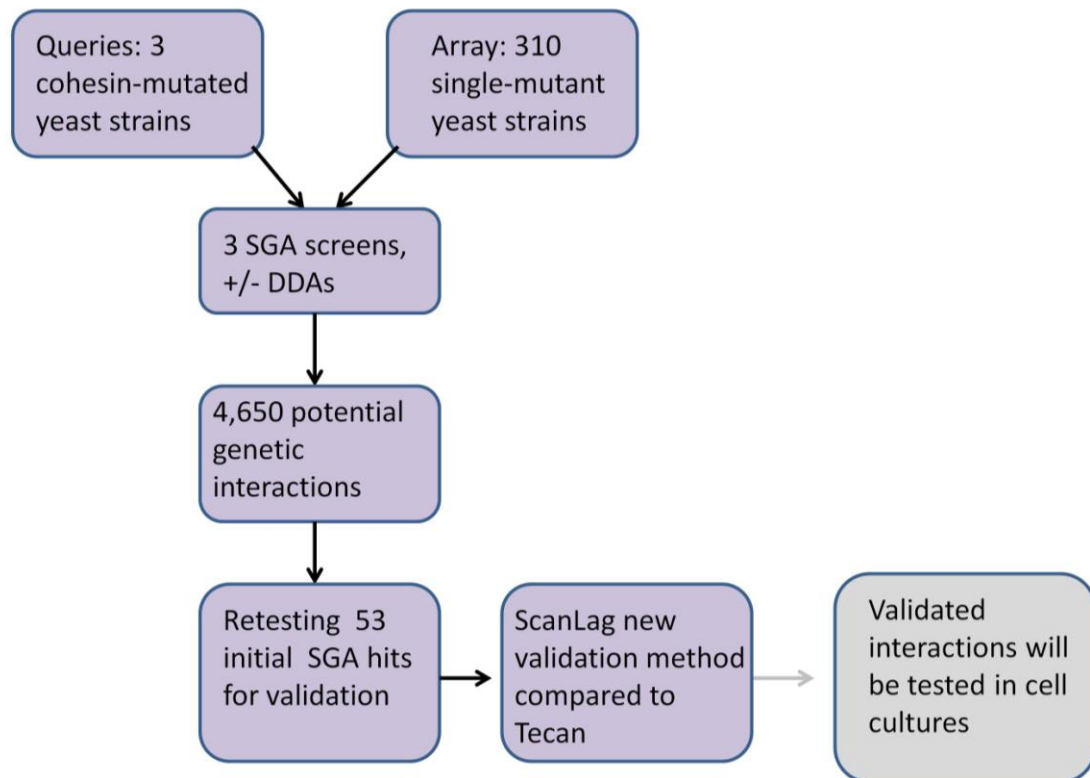 Queries: 3
cohesin-mutated
yeast strains
Array: 310
single-mutant
yeast strains
3 SGA screens,
+/- DDAs
4,650 potential
genetic
interactions
Retesting  53
initial  SGA hits
for validation
ScanLag new
validation method
compared to
Tecan
Validated
interactions will
be tested in cell
cultures